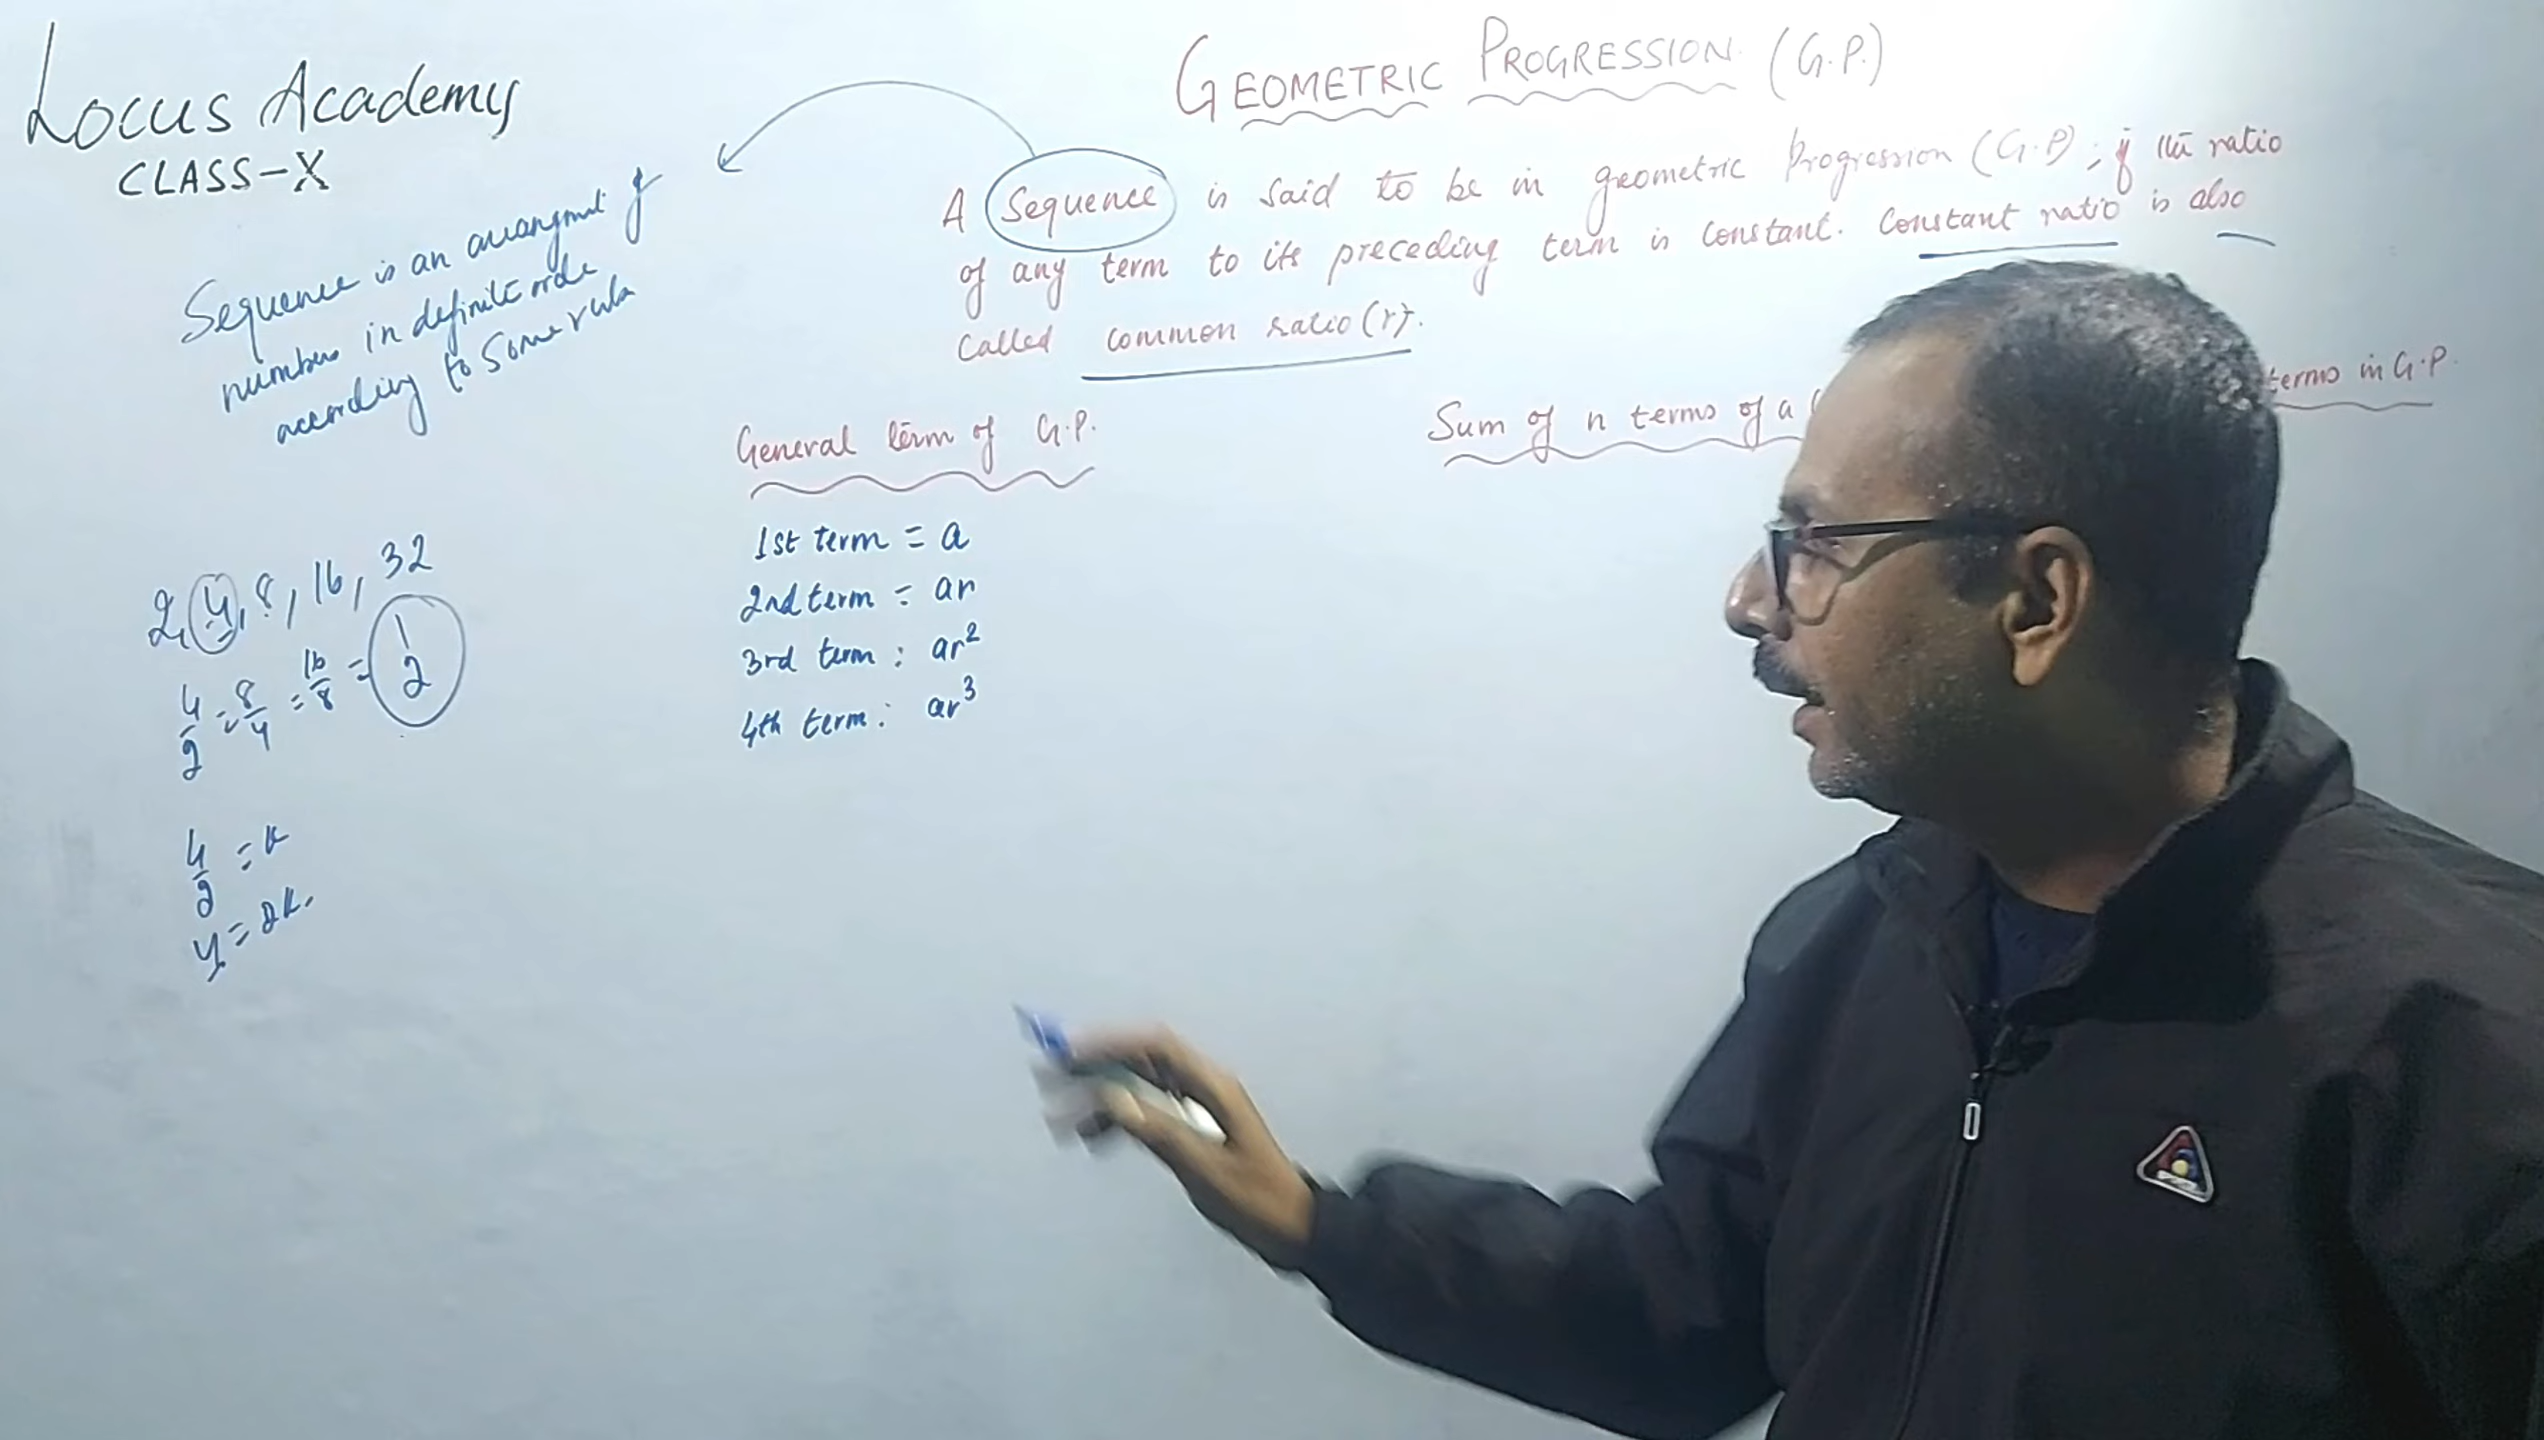 Locus Academy
CLASS-X
GEOMETRIC PROGRESSION (G.P.)
A Sequence is said to be in geometric Progression (G.P), if the ratio
of any term to its preceding term is constant. Constant ratio is also
called common ratio (r).
Sequence is an arrangmnt of
numbers in definite orde
according to some rule
General term of G.P.
1st term = a
2nd term = ar
3rd term : ar²
4th term : ar³
Sum of n terms of a
terms in G.P.
2, 4, 8, 16, 32
4/2 = 8/4 = 16/8 = 1 2
4/2 = k
4 = 2k.